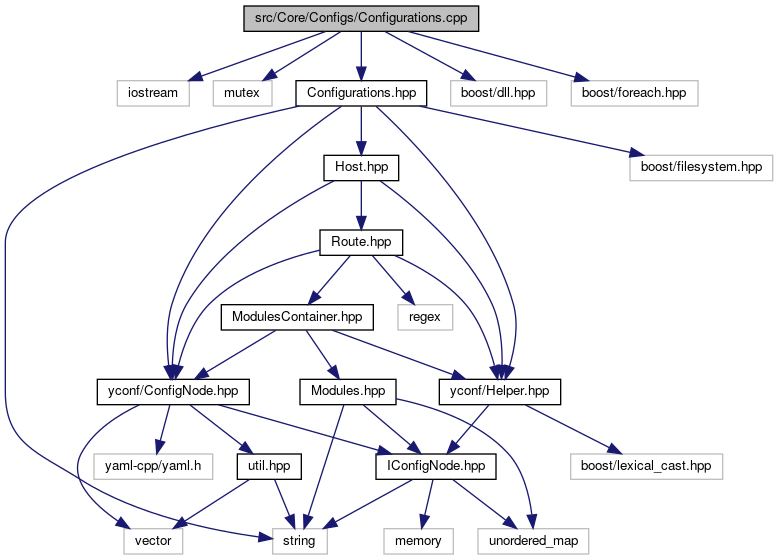 src/Core/Configs/Configurations.cpp
iostream
mutex
Configurations.hpp
boost/dll.hpp
boost/foreach.hpp
Host.hpp
boost/filesystem.hpp
Route.hpp
ModulesContainer.hpp
regex
yconf/ConfigNode.hpp
Modules.hpp
yconf/Helper.hpp
yaml-cpp/yaml.h
util.hpp
IConfigNode.hpp
boost/lexical_cast.hpp
vector
string
memory
unordered_map